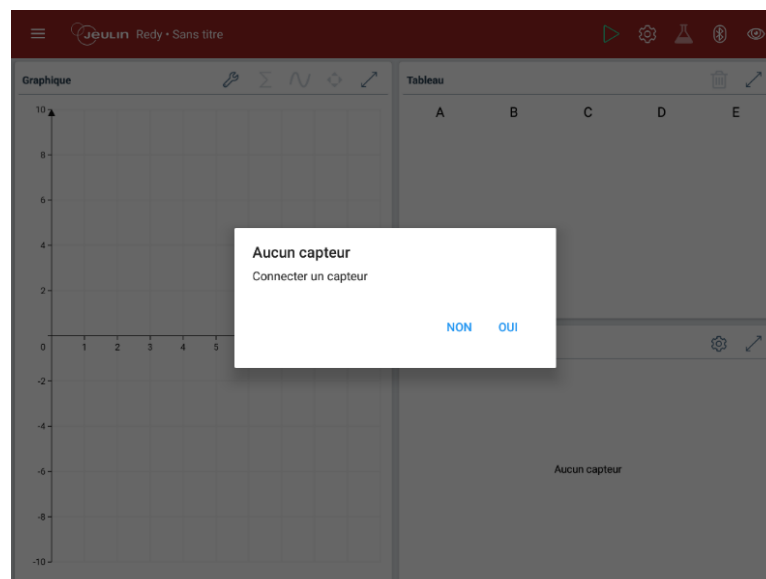 Jeulin Redy • Sans titre
Graphique
Tableau
A B C D E
10
8
6
4
2
0 1 2 3 4 5
-2
-4
-6
-8
-10
Aucun capteur
Connecter un capteur
NON OUI
Aucun capteur